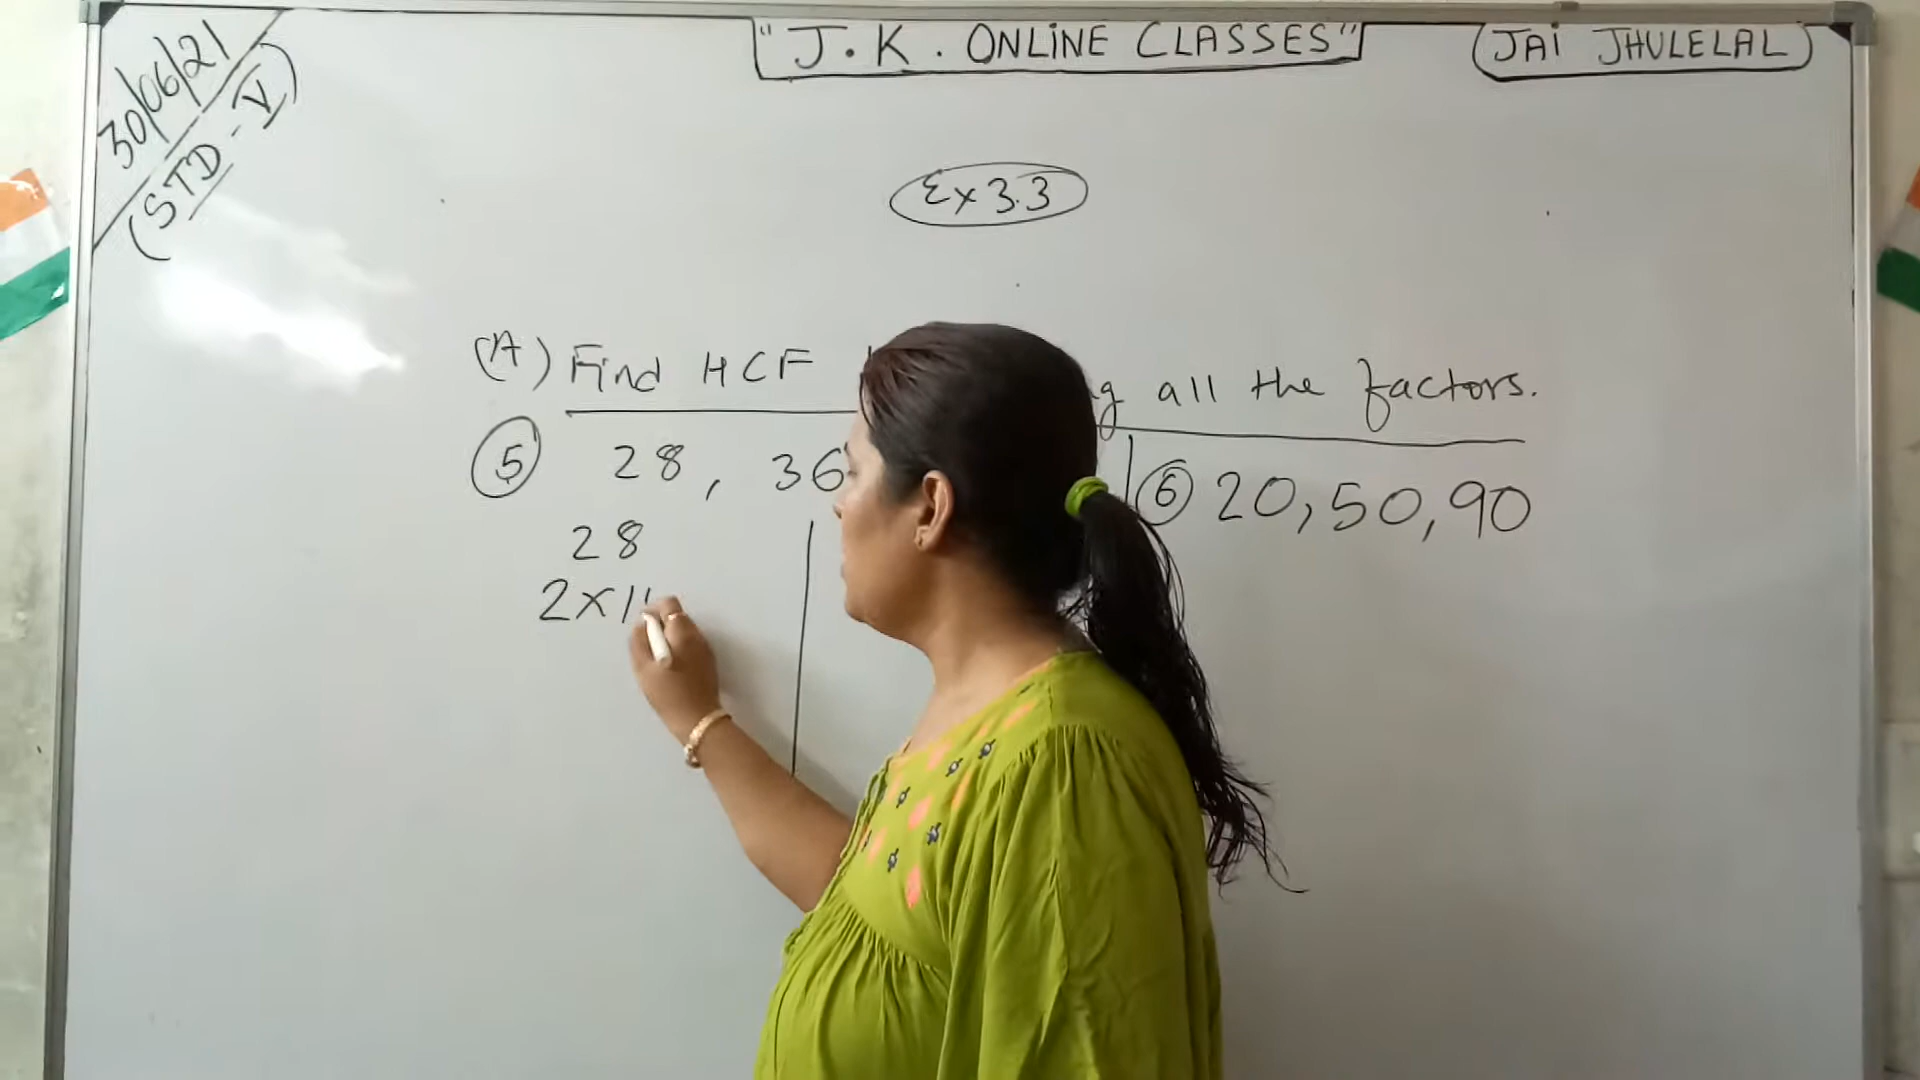 30/06/21
(STD - V)
"J.K. ONLINE CLASSES"
(JAI JHULELAL)
Ex 3.3
(A) Find HCF all the factors.
5 28, 36
6 20, 50, 90
28
2x14